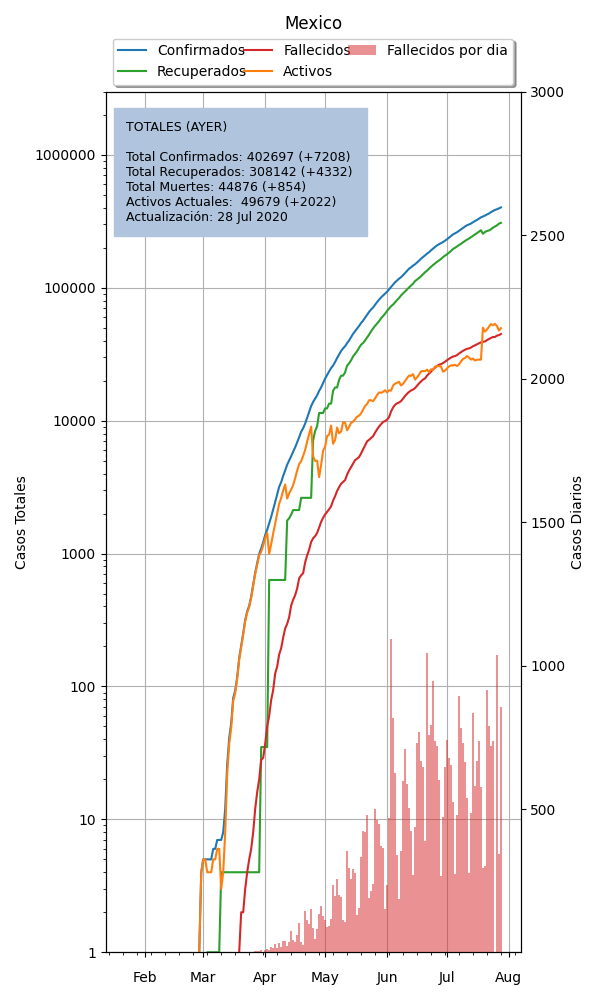 Mexico
Confirmados Fallecidos Fallecidos por dia
Recuperados Activos
TOTALES (AYER)
Total Confirmados: 402697 (+7208)
Total Recuperados: 308142 (+4332)
Total Muertes: 44876 (+854)
Activos Actuales:  49679 (+2022)
Actualización: 28 Jul 2020
Casos Totales
1000000
100000
10000
1000
100
10
1
Feb Mar Apr May Jun Jul Aug
3000
2500
2000
1500
1000
500
Casos Diarios